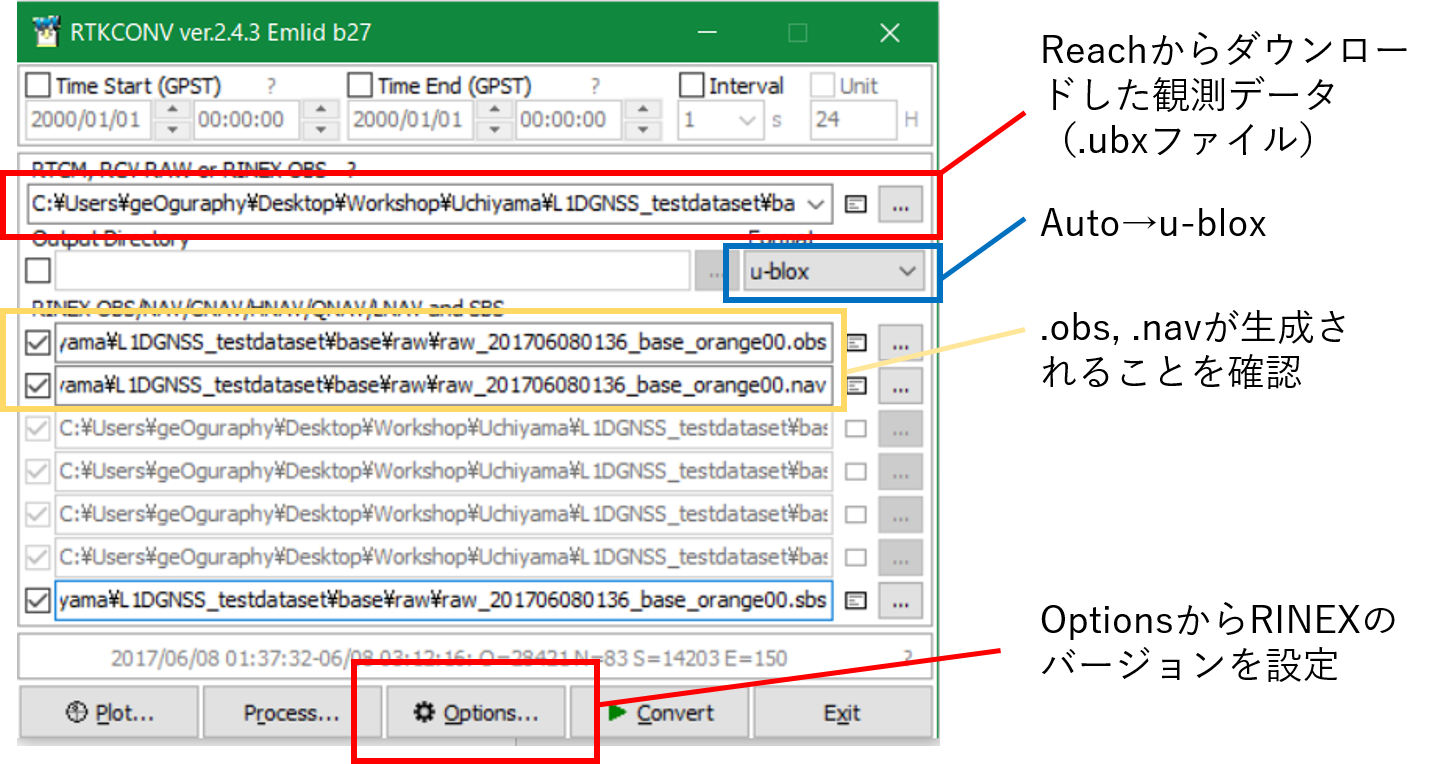 RTKCONV ver.2.4.3 Emlid b27
Time Start (GPST) ? Time End (GPST) ? Interval Unit
2000/01/01 00:00:00 2000/01/01 00:00:00 1 s 24 H
RTCM, RCV RAW or RINEX OBS ?
C:¥Users¥geOguraphy¥Desktop¥Workshop¥Uchiyama¥L1DGNSS_testdataset¥ba ...
Output Directory Format
... u-blox
RINEX OBS/NAV/GNAV/HNAV/QNAV/LNAV and SBS
yama¥L1DGNSS_testdataset¥base¥raw¥raw_201706080136_base_orange00.obs ...
yama¥L1DGNSS_testdataset¥base¥raw¥raw_201706080136_base_orange00.nav ...
C:¥Users¥geOguraphy¥Desktop¥Workshop¥Uchiyama¥L1DGNSS_testdataset¥bas ...
C:¥Users¥geOguraphy¥Desktop¥Workshop¥Uchiyama¥L1DGNSS_testdataset¥bas ...
C:¥Users¥geOguraphy¥Desktop¥Workshop¥Uchiyama¥L1DGNSS_testdataset¥bas ...
C:¥Users¥geOguraphy¥Desktop¥Workshop¥Uchiyama¥L1DGNSS_testdataset¥bas ...
yama¥L1DGNSS_testdataset¥base¥raw¥raw_201706080136_base_orange00.sbs ...
2017/06/08 01:37:32-06/08 03:12:16: O=28421 N=83 S=14203 E=150 ?
Plot... Process... Options... Convert Exit
Reachからダウンロー
ドした観測データ
（.ubxファイル）
Auto→u-blox
.obs, .navが生成さ
れることを確認
OptionsからRINEXの
バージョンを設定